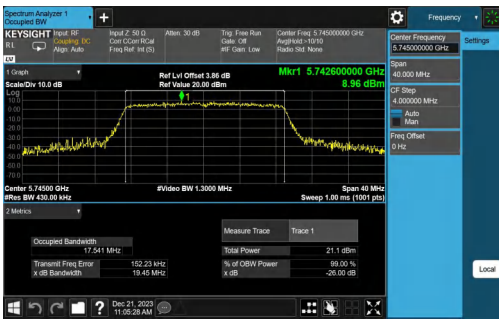 Spectrum Analyzer 1
Occupied BW
+
Frequency
KEYSIGHT
RL
LXI
Input: RF
Coupling: DC
Align: Auto
Input Z: 50 Ω
Corr CCorr RCal
Freq Ref: Int (S)
Atten: 30 dB
Trig: Free Run
Gate: Off
#IF Gain: Low
Center Freq: 5.745000000 GHz
Avg|Hold:>10/10
Radio Std: None
Center Frequency
5.745000000 GHz
Settings
Span
40.000 MHz
CF Step
4.000000 MHz
Auto
Man
Freq Offset
0 Hz
Local
1 Graph
Scale/Div 10.0 dB
Ref Lvl Offset 3.86 dB
Ref Value 20.00 dBm
Mkr1 5.742600000 GHz
8.96 dBm
Log
10.0
0.00
-10.0
-20.0
-30.0
-40.0
-50.0
-60.0
-70.0
1
Center 5.74500 GHz
#Res BW 430.00 kHz
#Video BW 1.3000 MHz
Span 40 MHz
Sweep 1.00 ms (1001 pts)
2 Metrics
Measure Trace
Trace 1
Occupied Bandwidth
17.541 MHz
Total Power
21.1 dBm
Transmit Freq Error
152.23 kHz
% of OBW Power
99.00 %
x dB Bandwidth
19.45 MHz
x dB
-26.00 dB
?
Dec 21, 2023
11:05:28 AM